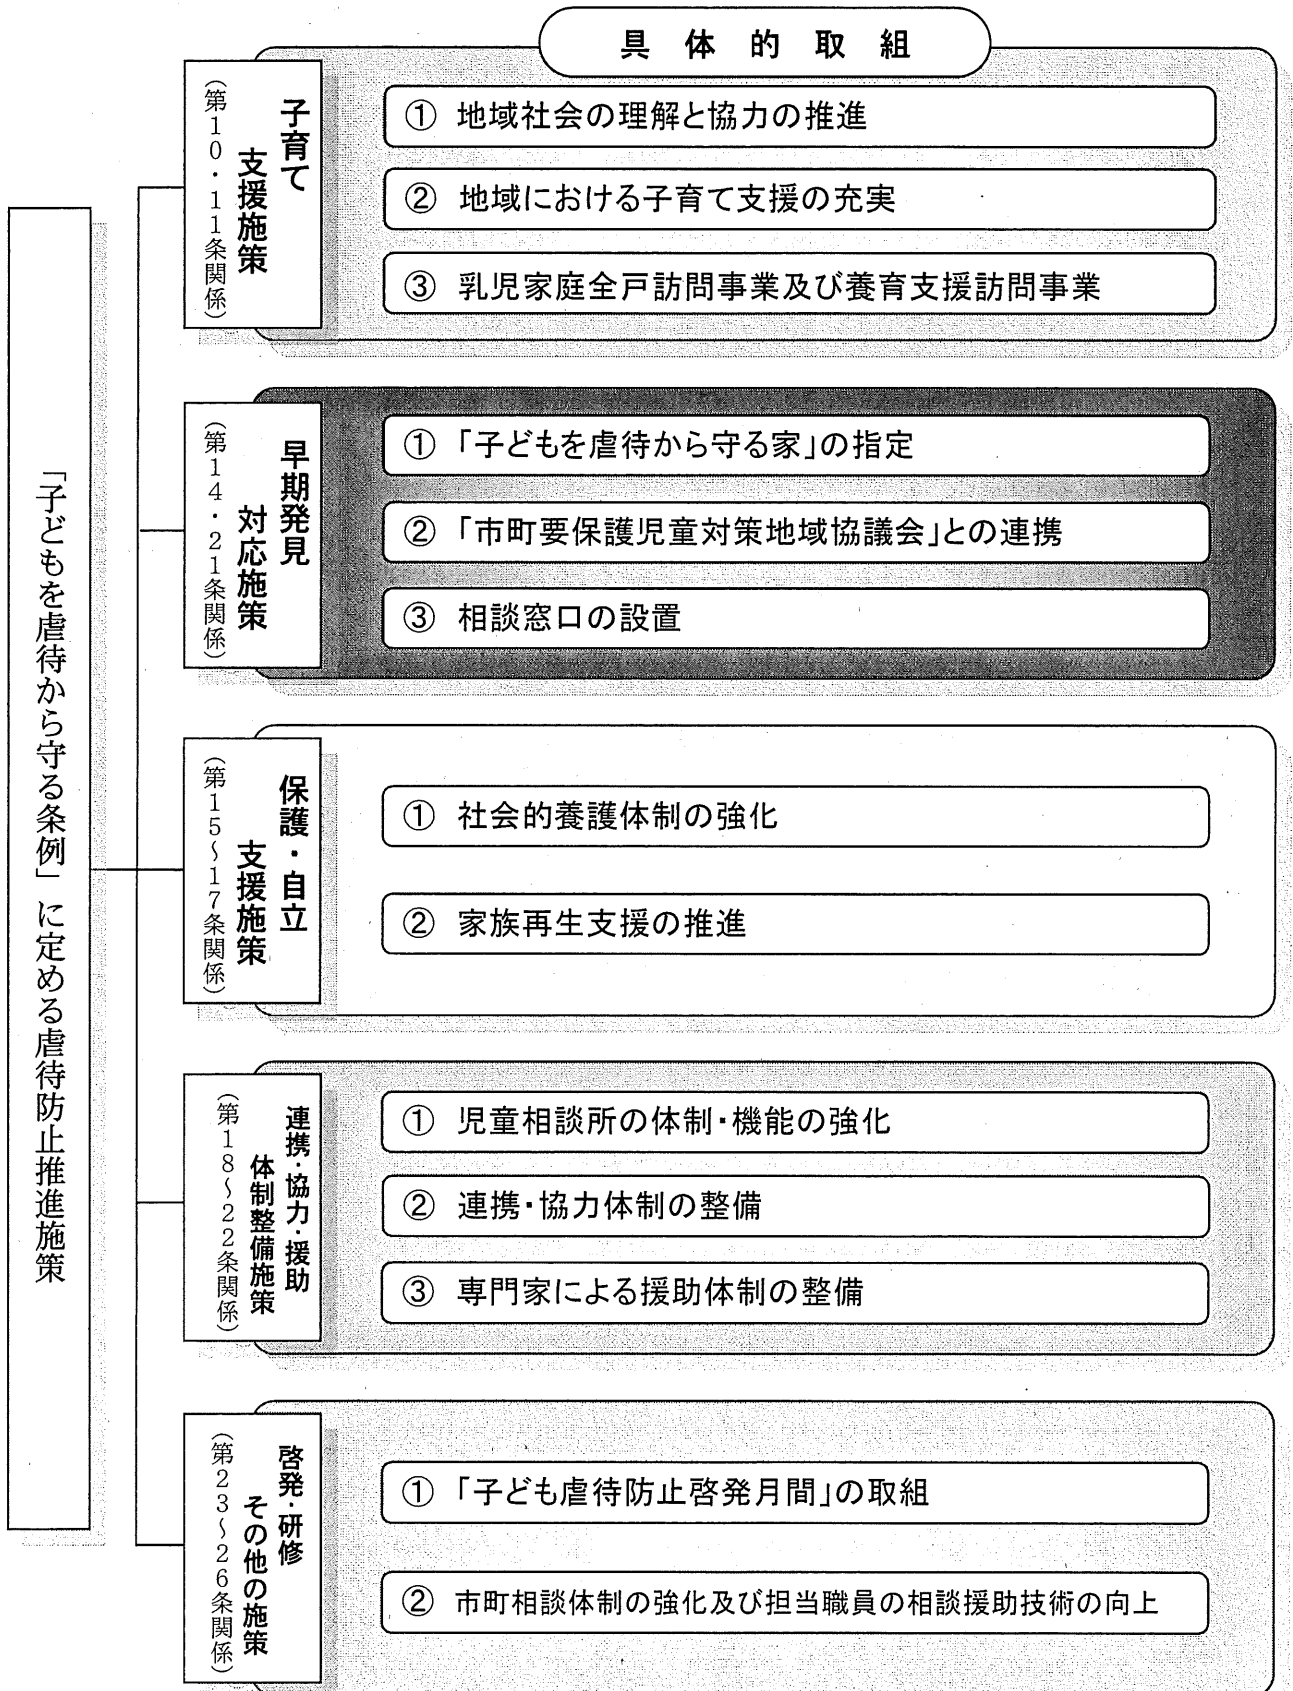 具体的取組
「子どもを虐待から守る条例」に定める虐待防止推進施策
子育て
支援施策
（第10・11条関係）
① 地域社会の理解と協力の推進
② 地域における子育て支援の充実
③ 乳児家庭全戸訪問事業及び養育支援訪問事業
早期発見
対応施策
（第14・21条関係）
① 「子どもを虐待から守る家」の指定
② 「市町要保護児童対策地域協議会」との連携
③ 相談窓口の設置
保護・自立
支援施策
（第15～17条関係）
① 社会的養護体制の強化
② 家族再生支援の推進
連携・協力・援助
体制整備施策
（第18～22条関係）
① 児童相談所の体制・機能の強化
② 連携・協力体制の整備
③ 専門家による援助体制の整備
啓発・研修
その他の施策
（第23～26条関係）
① 「子ども虐待防止啓発月間」の取組
② 市町相談体制の強化及び担当職員の相談援助技術の向上